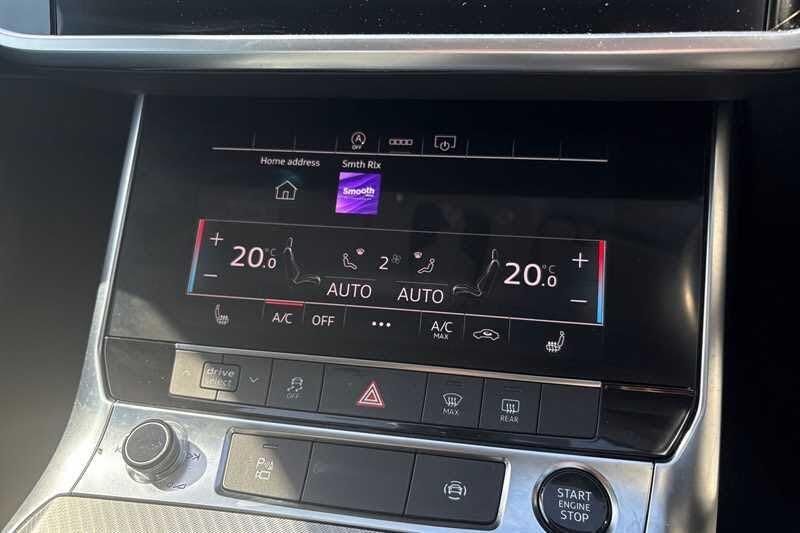 A
OFF
Home address Smth Rlx
Smooth
+ 20.0 °C 2 20.0 °C +
− AUTO AUTO −
A/C OFF ••• A/C MAX
drive select OFF MAX REAR
START
ENGINE
STOP